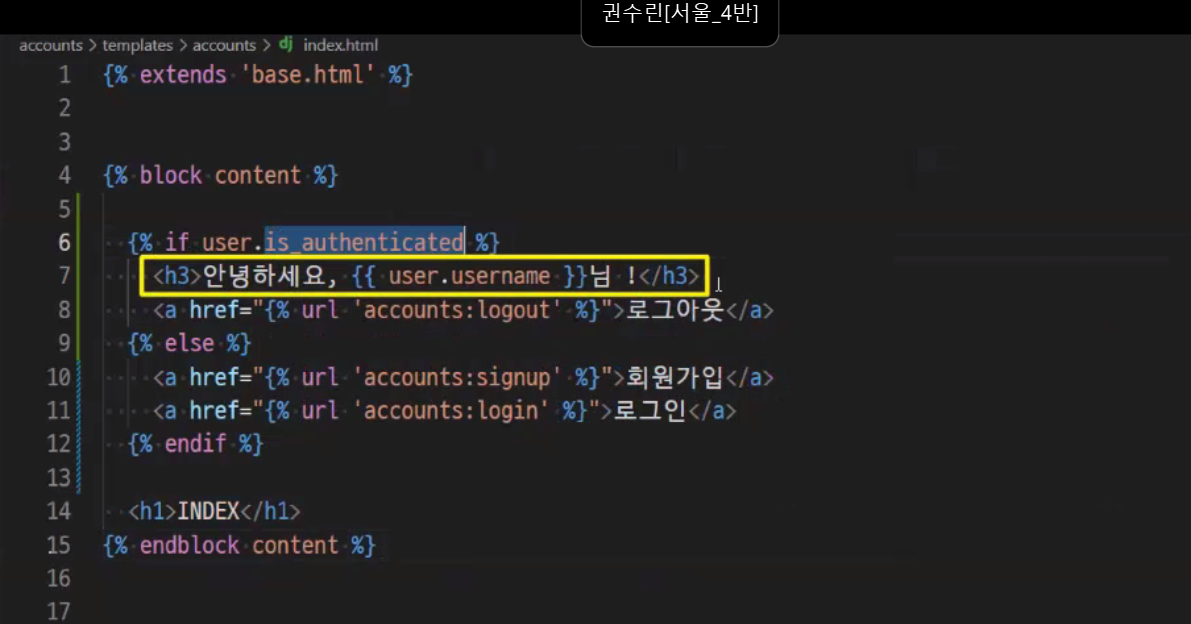 권수린[서울_4반]
accounts > templates > accounts > dj index.html
1 {% extends 'base.html' %}
2
3
4 {% block content %}
5
6 {% if user.is_authenticated %}
7 <h3>안녕하세요, {{ user.username }}님 !</h3>
8 <a href="{% url 'accounts:logout' %}">로그아웃</a>
9 {% else %}
10 <a href="{% url 'accounts:signup' %}">회원가입</a>
11 <a href="{% url 'accounts:login' %}">로그인</a>
12 {% endif %}
13
14 <h1>INDEX</h1>
15 {% endblock content %}
16
17